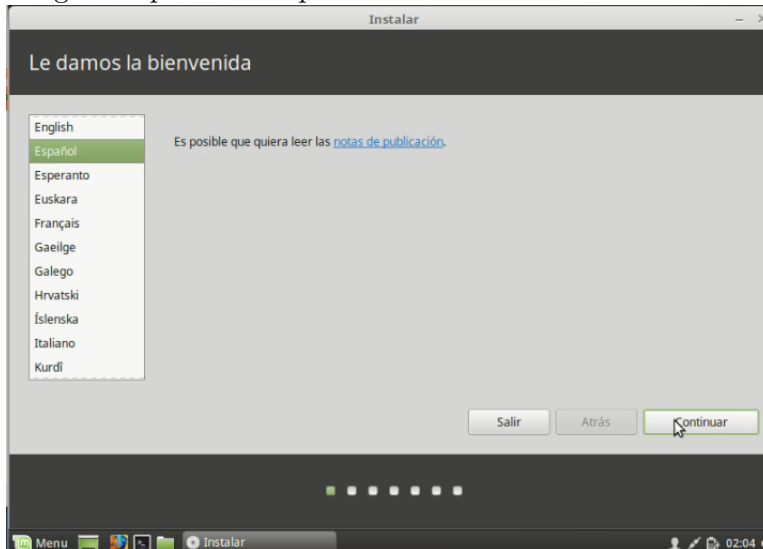 Instalar
Le damos la bienvenida
English
Español
Esperanto
Euskara
Français
Gaeilge
Galego
Hrvatski
Íslenska
Italiano
Kurdî
Es posible que quiera leer las notas de publicación.
Salir
Atrás
Continuar
Menu
Instalar
02:04